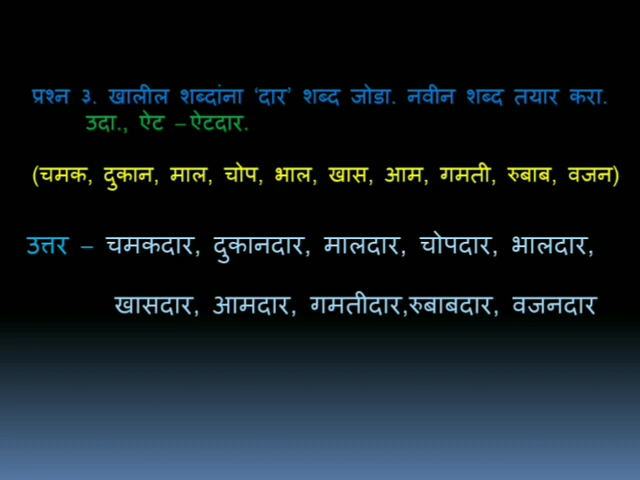 प्रश्न ३. खालील शब्दांना ‘दार’ शब्द जोडा. नवीन शब्द तयार करा.
उदा., ऐट – ऐटदार.
(चमक, दुकान, माल, चोप, भाल, खास, आम, गमती, रुबाब, वजन)
उत्तर – चमकदार, दुकानदार, मालदार, चोपदार, भालदार,
खासदार, आमदार, गमतीदार,रुबाबदार, वजनदार